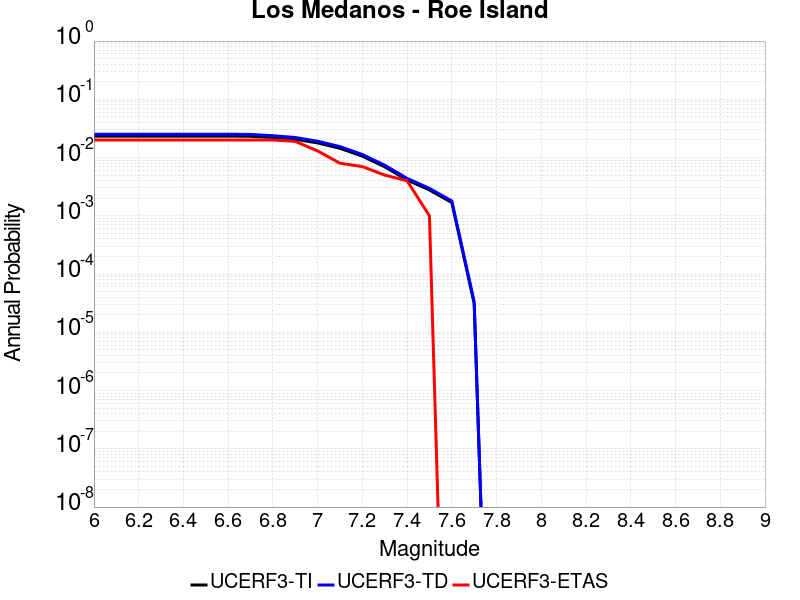 Los Medanos - Roe Island
10^0
10^-1
10^-2
10^-3
10^-4
10^-5
10^-6
10^-7
10^-8
Annual Probability
6 6.2 6.4 6.6 6.8 7 7.2 7.4 7.6 7.8 8 8.2 8.4 8.6 8.8 9
Magnitude
UCERF3-TI UCERF3-TD UCERF3-ETAS